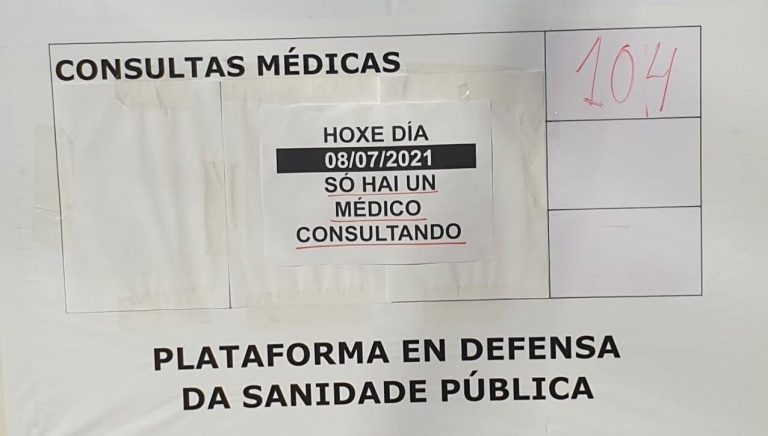 CONSULTAS MÉDICAS
104
HOXE DÍA
08/07/2021
SÓ HAI UN
MÉDICO
CONSULTANDO
PLATAFORMA EN DEFENSA
DA SANIDADE PÚBLICA